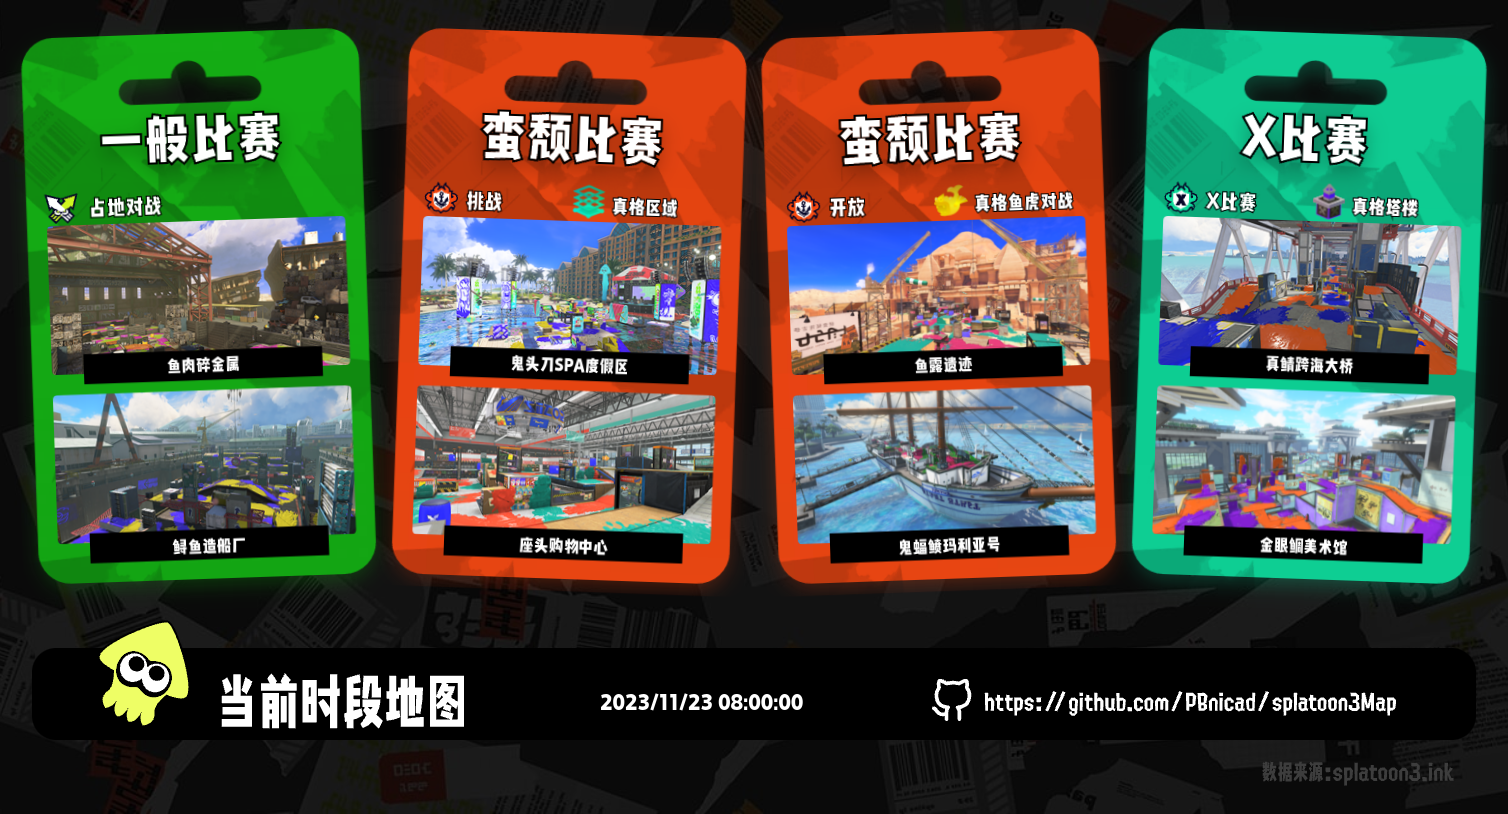 一般比赛
占地对战
鱼肉碎金属
鲟鱼造船厂
蛮颓比赛
挑战
真格区域
鬼头刀SPA度假区
座头购物中心
蛮颓比赛
开放
真格鱼虎对战
鱼露遗迹
鬼蝠鲼玛利亚号
X比赛
X比赛
真格塔楼
真鲭跨海大桥
金眼鲷美术馆
当前时段地图
2023/11/23 08:00:00
https://github.com/PBnicad/splatoon3Map
数据来源:splatoon3.ink